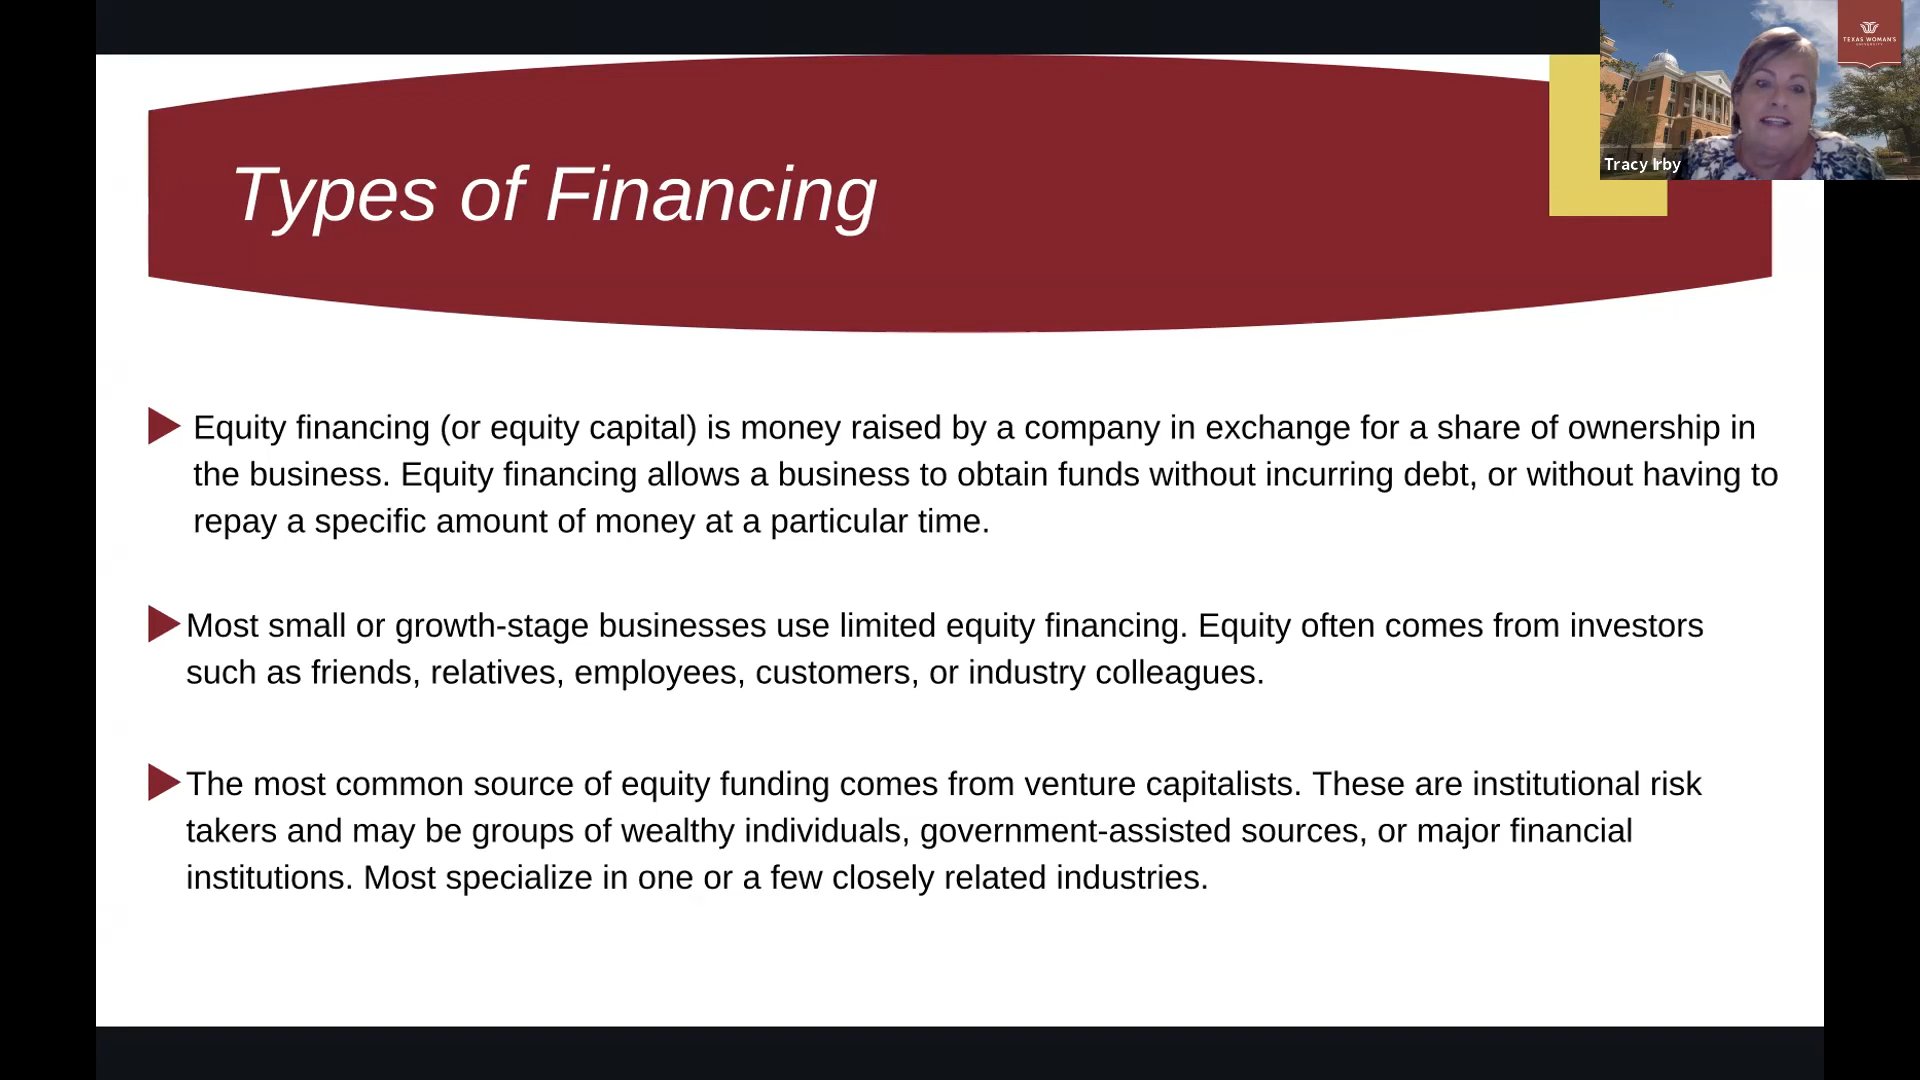 TEXAS WOMAN'S
UNIVERSITY
Tracy Irby
Types of Financing
Equity financing (or equity capital) is money raised by a company in exchange for a share of ownership in
the business. Equity financing allows a business to obtain funds without incurring debt, or without having to
repay a specific amount of money at a particular time.
Most small or growth-stage businesses use limited equity financing. Equity often comes from investors
such as friends, relatives, employees, customers, or industry colleagues.
The most common source of equity funding comes from venture capitalists. These are institutional risk
takers and may be groups of wealthy individuals, government-assisted sources, or major financial
institutions. Most specialize in one or a few closely related industries.